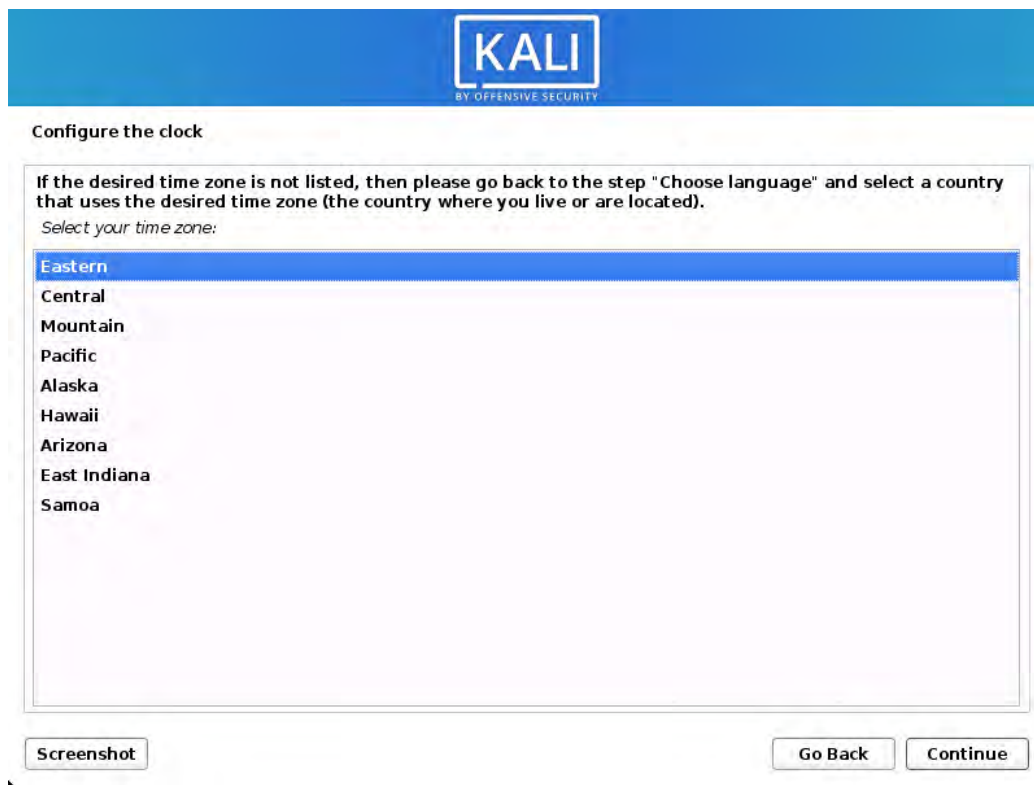 KALI
BY OFFENSIVE SECURITY
Configure the clock
If the desired time zone is not listed, then please go back to the step "Choose language" and select a country
that uses the desired time zone (the country where you live or are located).
Select your time zone:
Eastern
Central
Mountain
Pacific
Alaska
Hawaii
Arizona
East Indiana
Samoa
Screenshot
Go Back
Continue